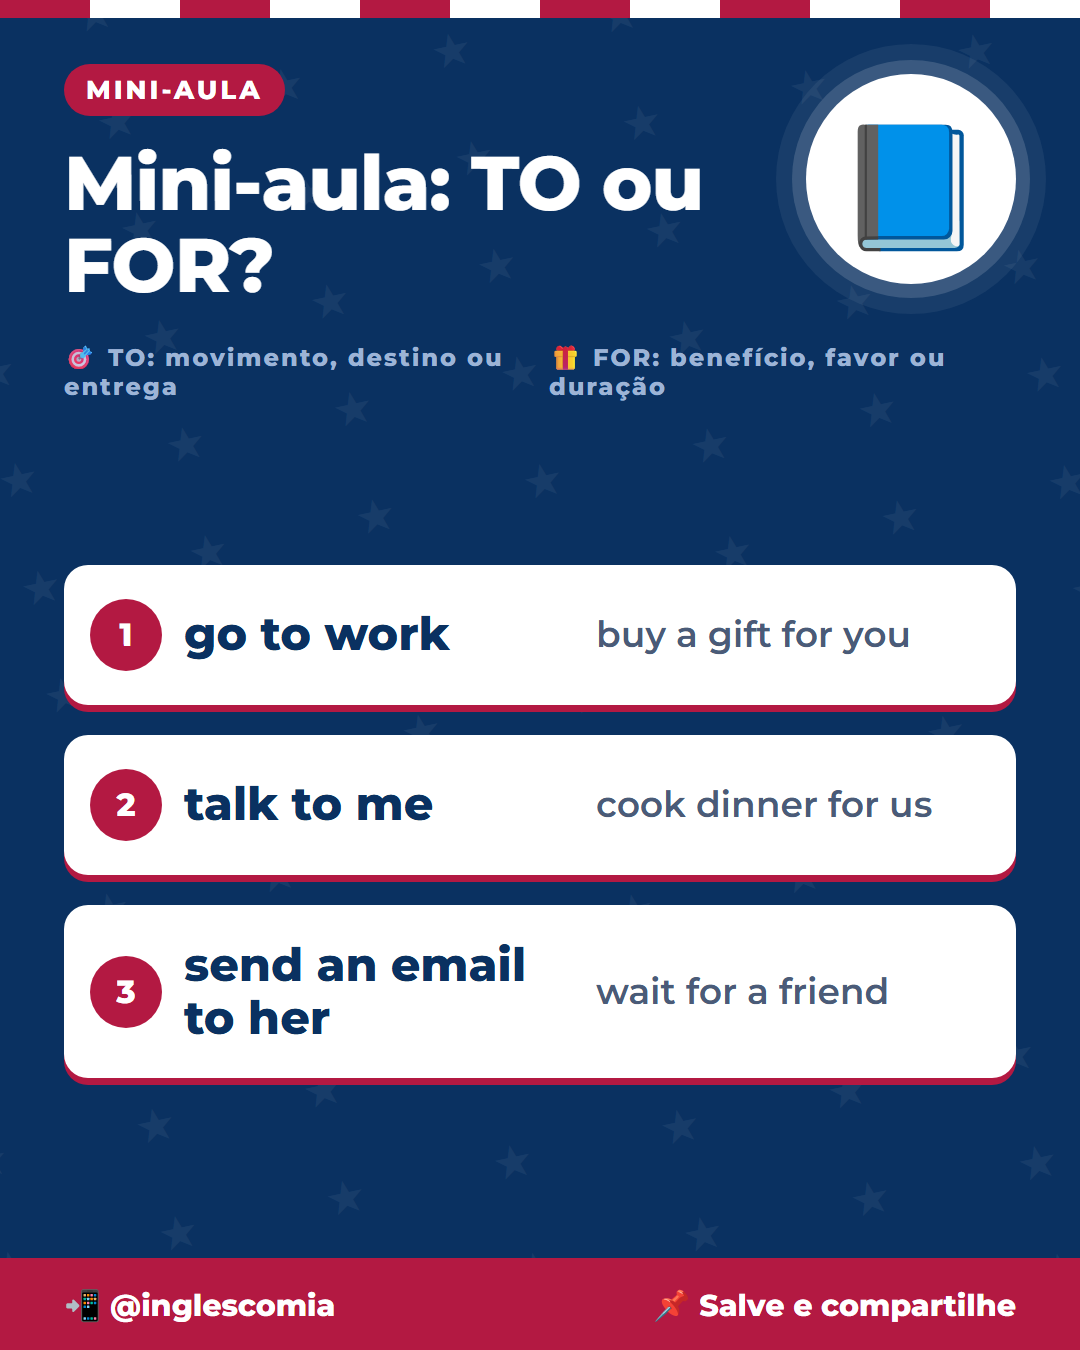 MINI-AULA
Mini-aula: TO ou
FOR?
🎯 TO: movimento, destino ou
entrega
🎁 FOR: benefício, favor ou
duração
1 go to work buy a gift for you
2 talk to me cook dinner for us
3 send an email
to her wait for a friend
📲 @inglescomia 📌 Salve e compartilhe